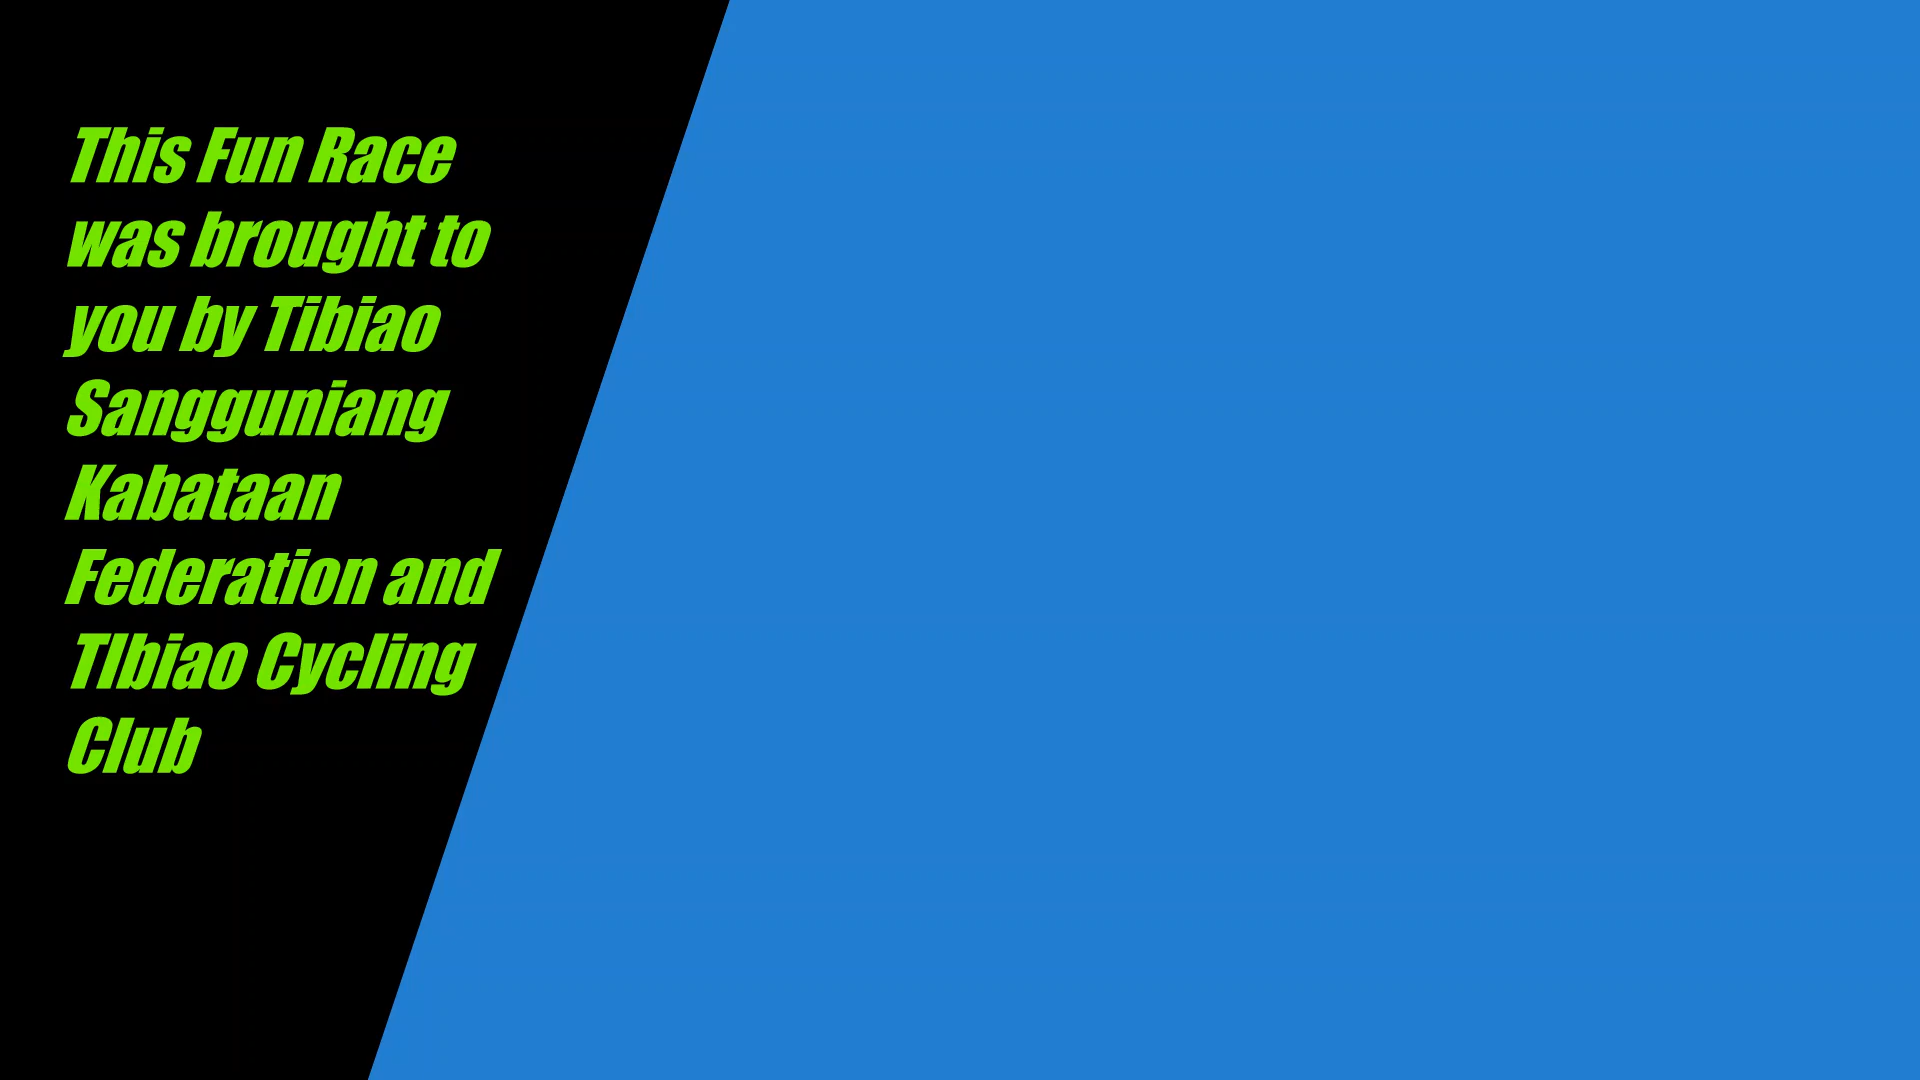 This Fun Race
was brought to
you by Tibiao
Sangguniang
Kabataan
Federation and
TIbiao Cycling
Club